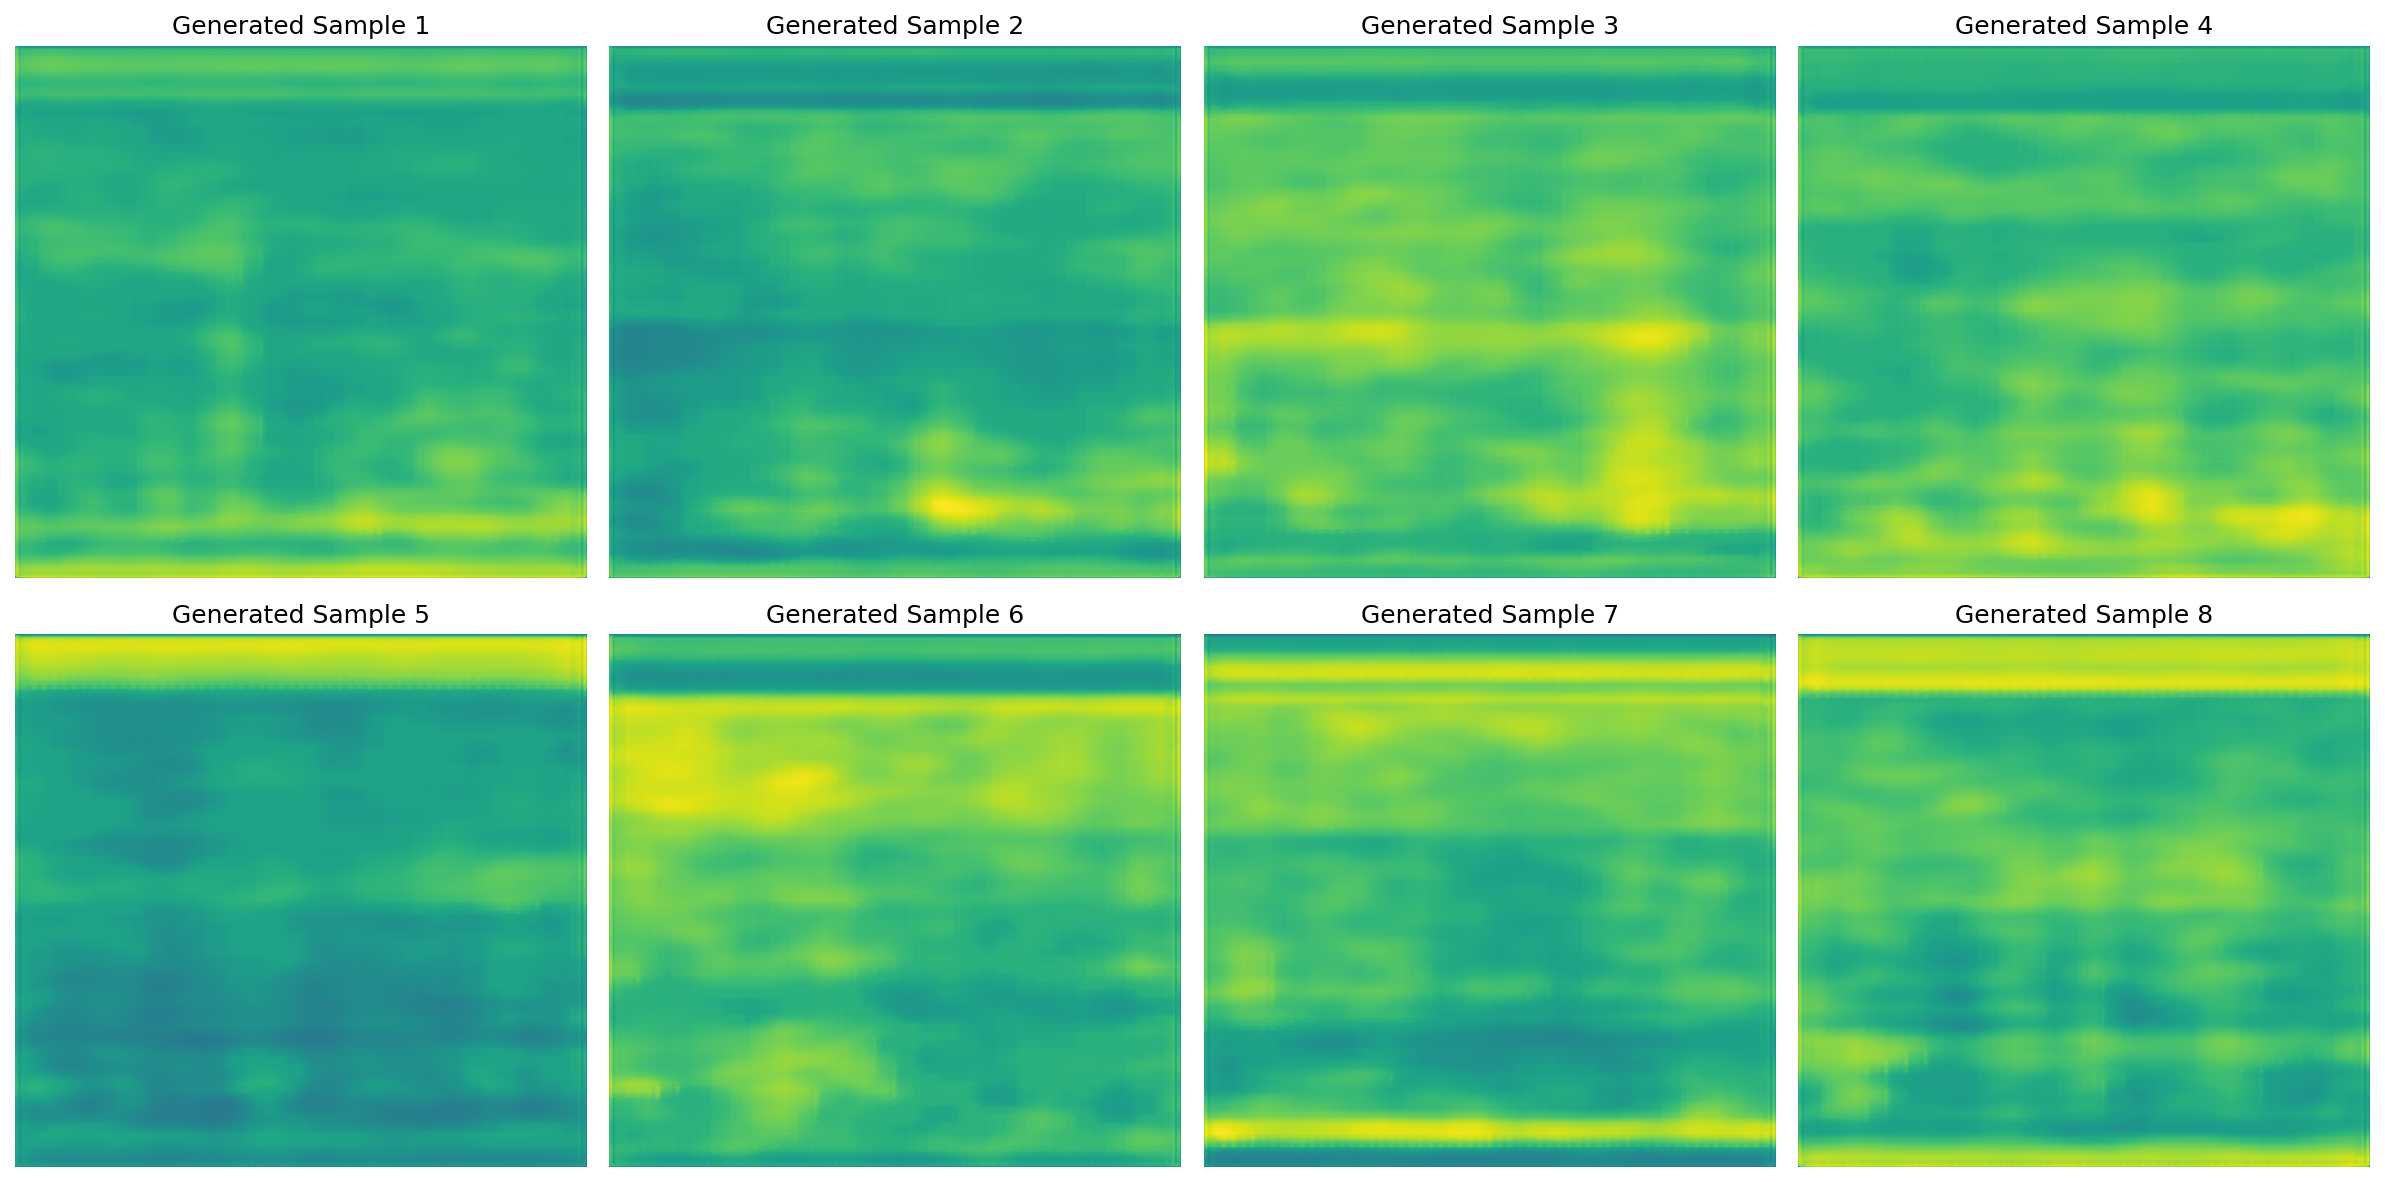 Generated Sample 1
Generated Sample 2
Generated Sample 3
Generated Sample 4
Generated Sample 5
Generated Sample 6
Generated Sample 7
Generated Sample 8